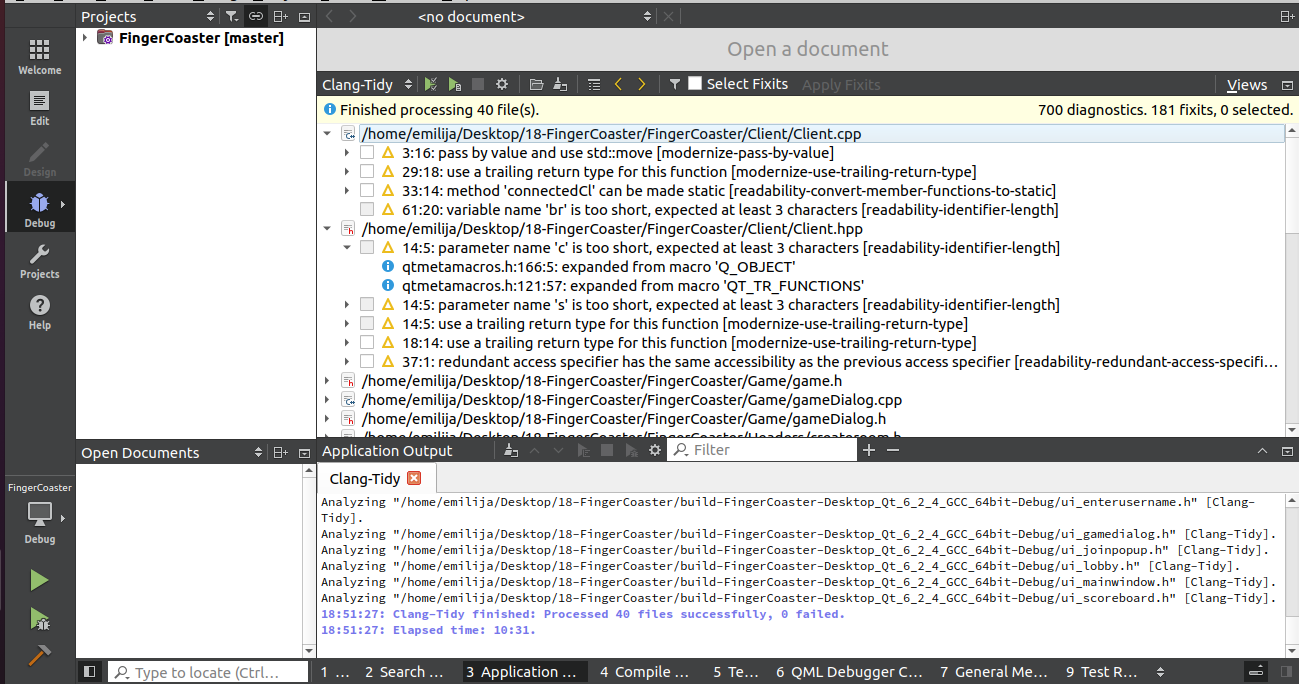 Projects
<no document>
Welcome
FingerCoaster [master]
Open a document
Edit
Clang-Tidy
Select Fixits
Apply Fixits
Views
Finished processing 40 file(s).
700 diagnostics. 181 fixits, 0 selected.
/home/emilija/Desktop/18-FingerCoaster/FingerCoaster/Client/Client.cpp
3:16: pass by value and use std::move [modernize-pass-by-value]
Design
29:18: use a trailing return type for this function [modernize-use-trailing-return-type]
33:14: method 'connectedCl' can be made static [readability-convert-member-functions-to-static]
61:20: variable name 'br' is too short, expected at least 3 characters [readability-identifier-length]
Debug
/home/emilija/Desktop/18-FingerCoaster/FingerCoaster/Client/Client.hpp
14:5: parameter name 'c' is too short, expected at least 3 characters [readability-identifier-length]
qtmetamacros.h:166:5: expanded from macro 'Q_OBJECT'
Projects
qtmetamacros.h:121:57: expanded from macro 'QT_TR_FUNCTIONS'
14:5: parameter name 's' is too short, expected at least 3 characters [readability-identifier-length]
14:5: use a trailing return type for this function [modernize-use-trailing-return-type]
Help
18:14: use a trailing return type for this function [modernize-use-trailing-return-type]
37:1: redundant access specifier has the same accessibility as the previous access specifier [readability-redundant-access-specifi...
/home/emilija/Desktop/18-FingerCoaster/FingerCoaster/Game/game.h
/home/emilija/Desktop/18-FingerCoaster/FingerCoaster/Game/gameDialog.cpp
/home/emilija/Desktop/18-FingerCoaster/FingerCoaster/Game/gameDialog.h
/home/emilija/Desktop/18-FingerCoaster/FingerCoaster/Headers/createroom.h
Open Documents
Application Output
Filter
Clang-Tidy
FingerCoaster
Debug
Analyzing "/home/emilija/Desktop/18-FingerCoaster/build-FingerCoaster-Desktop_Qt_6_2_4_GCC_64bit-Debug/ui_enterusername.h" [Clang-
Tidy].
Analyzing "/home/emilija/Desktop/18-FingerCoaster/build-FingerCoaster-Desktop_Qt_6_2_4_GCC_64bit-Debug/ui_gamedialog.h" [Clang-Tidy].
Analyzing "/home/emilija/Desktop/18-FingerCoaster/build-FingerCoaster-Desktop_Qt_6_2_4_GCC_64bit-Debug/ui_joinpopup.h" [Clang-Tidy].
Analyzing "/home/emilija/Desktop/18-FingerCoaster/build-FingerCoaster-Desktop_Qt_6_2_4_GCC_64bit-Debug/ui_lobby.h" [Clang-Tidy].
Analyzing "/home/emilija/Desktop/18-FingerCoaster/build-FingerCoaster-Desktop_Qt_6_2_4_GCC_64bit-Debug/ui_mainwindow.h" [Clang-Tidy].
Analyzing "/home/emilija/Desktop/18-FingerCoaster/build-FingerCoaster-Desktop_Qt_6_2_4_GCC_64bit-Debug/ui_scoreboard.h" [Clang-Tidy].
18:51:27: Clang-Tidy finished: Processed 40 files successfully, 0 failed.
18:51:27: Elapsed time: 10:31.
Type to locate (Ctrl...
1 ...
2 Search ...
3 Application ...
4 Compile ...
5 Te...
6 QML Debugger C...
7 General Me...
9 Test R...